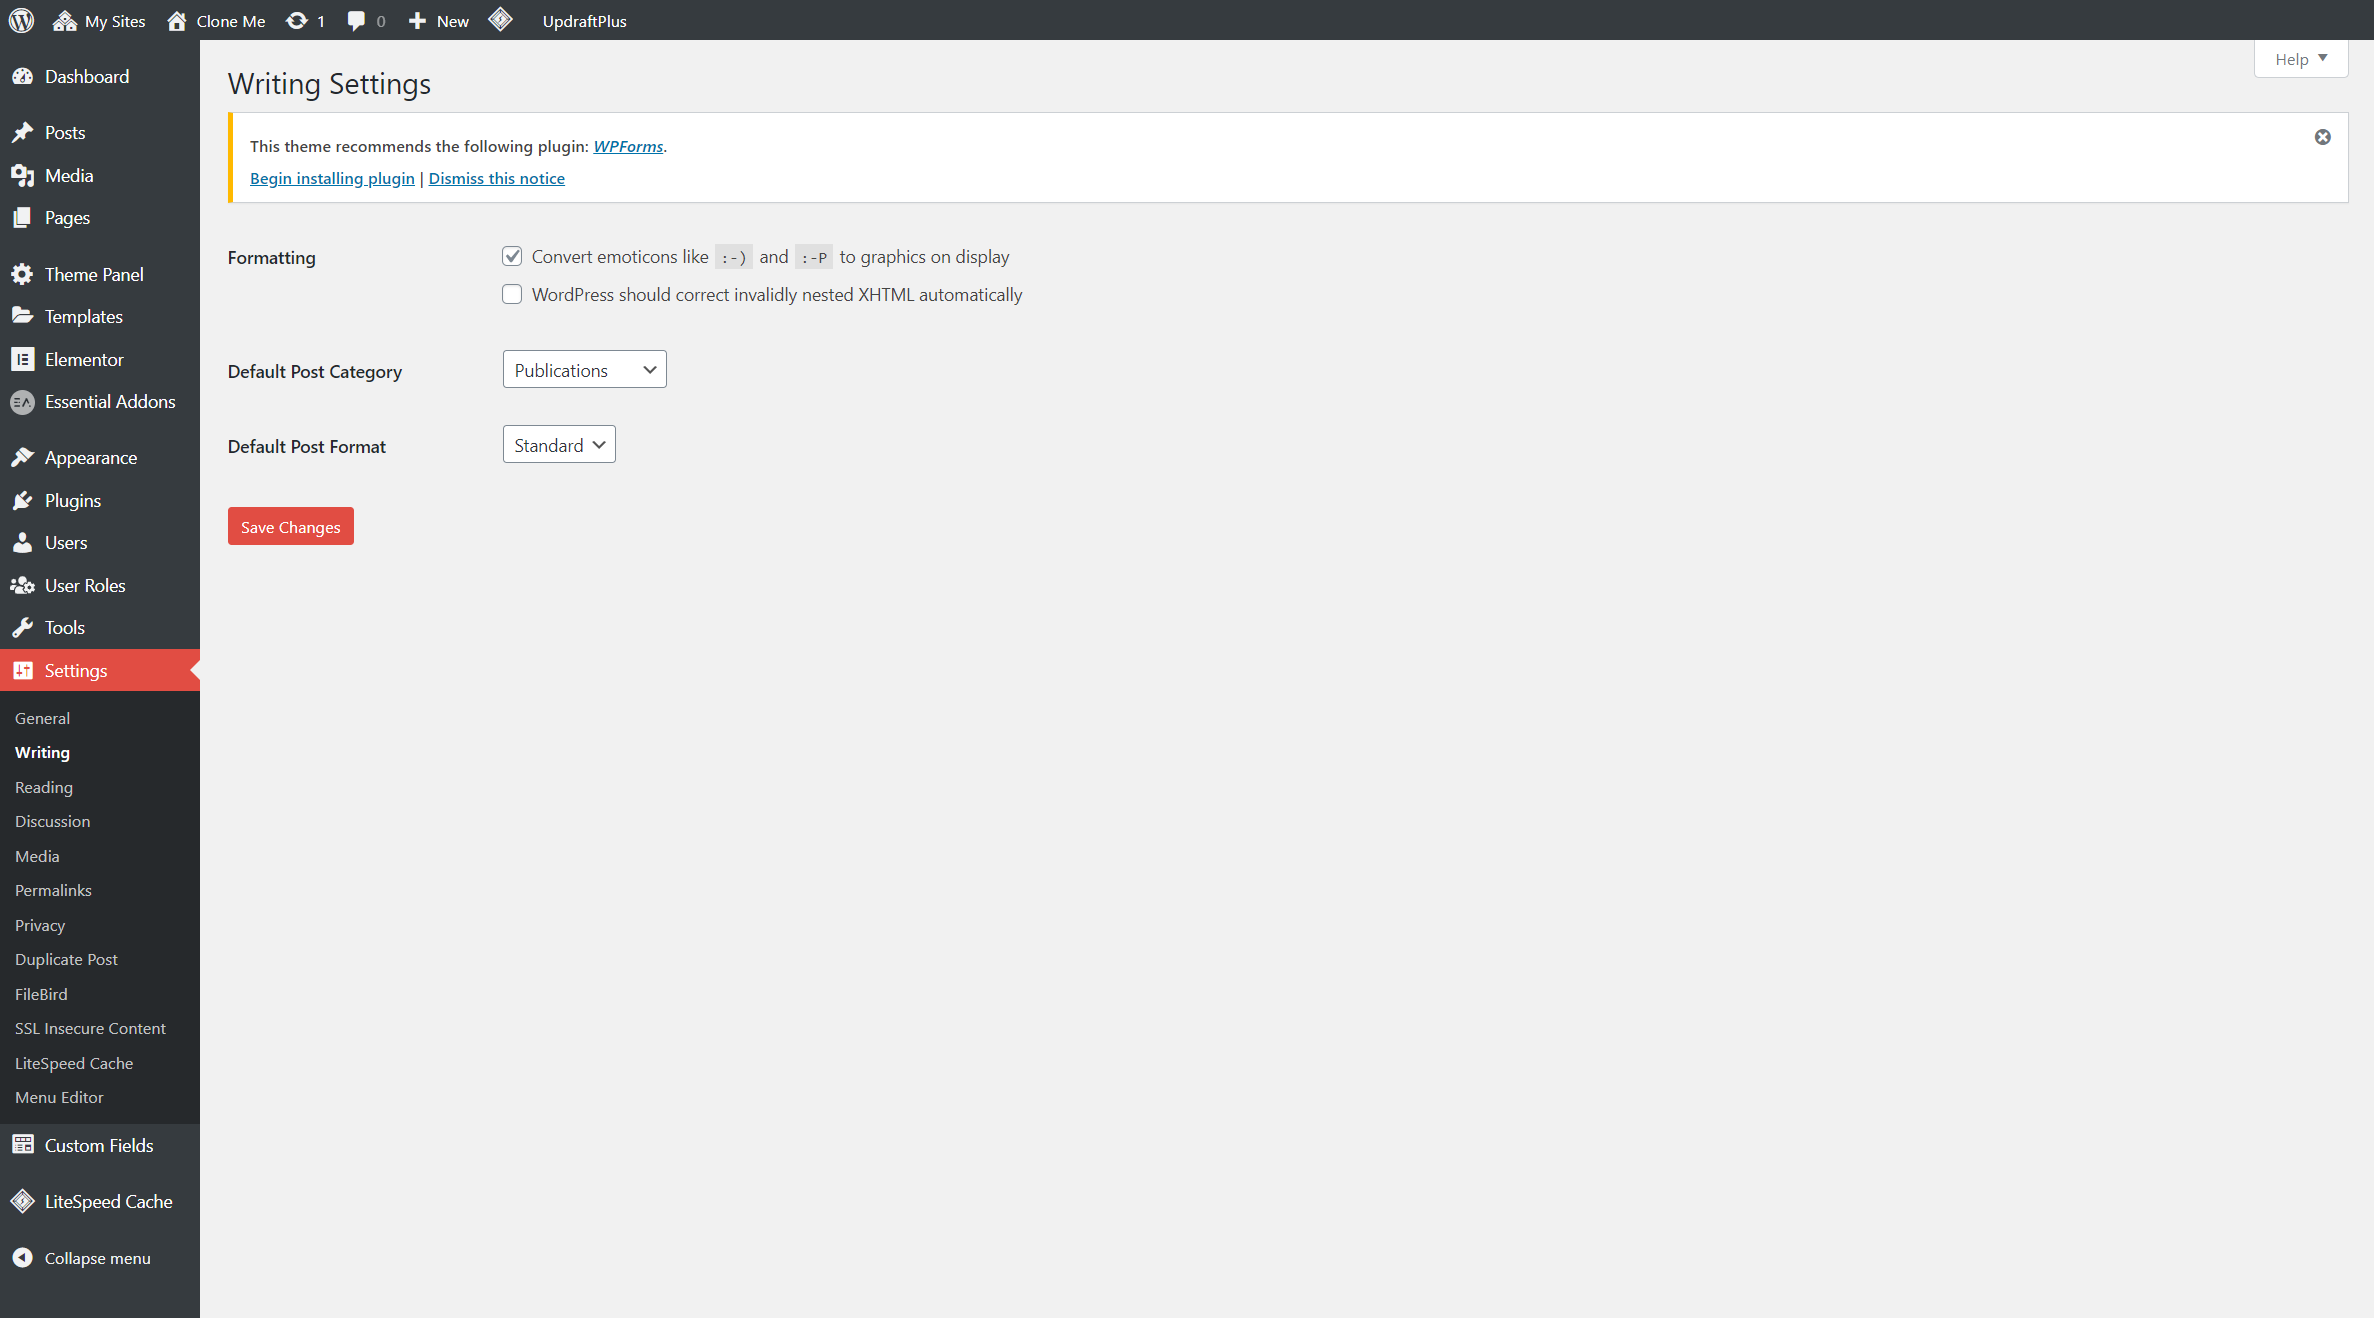 My Sites Clone Me 1 0 New UpdraftPlus
Dashboard
Posts
Media
Pages
Theme Panel
Templates
Elementor
Essential Addons
Appearance
Plugins
Users
User Roles
Tools
Settings
General
Writing
Reading
Discussion
Media
Permalinks
Privacy
Duplicate Post
FileBird
SSL Insecure Content
LiteSpeed Cache
Menu Editor
Custom Fields
LiteSpeed Cache
Collapse menu
Help
Writing Settings
This theme recommends the following plugin: WPForms.
Begin installing plugin | Dismiss this notice
Formatting
Convert emoticons like :-) and :-P to graphics on display
WordPress should correct invalidly nested XHTML automatically
Default Post Category Publications
Default Post Format Standard
Save Changes